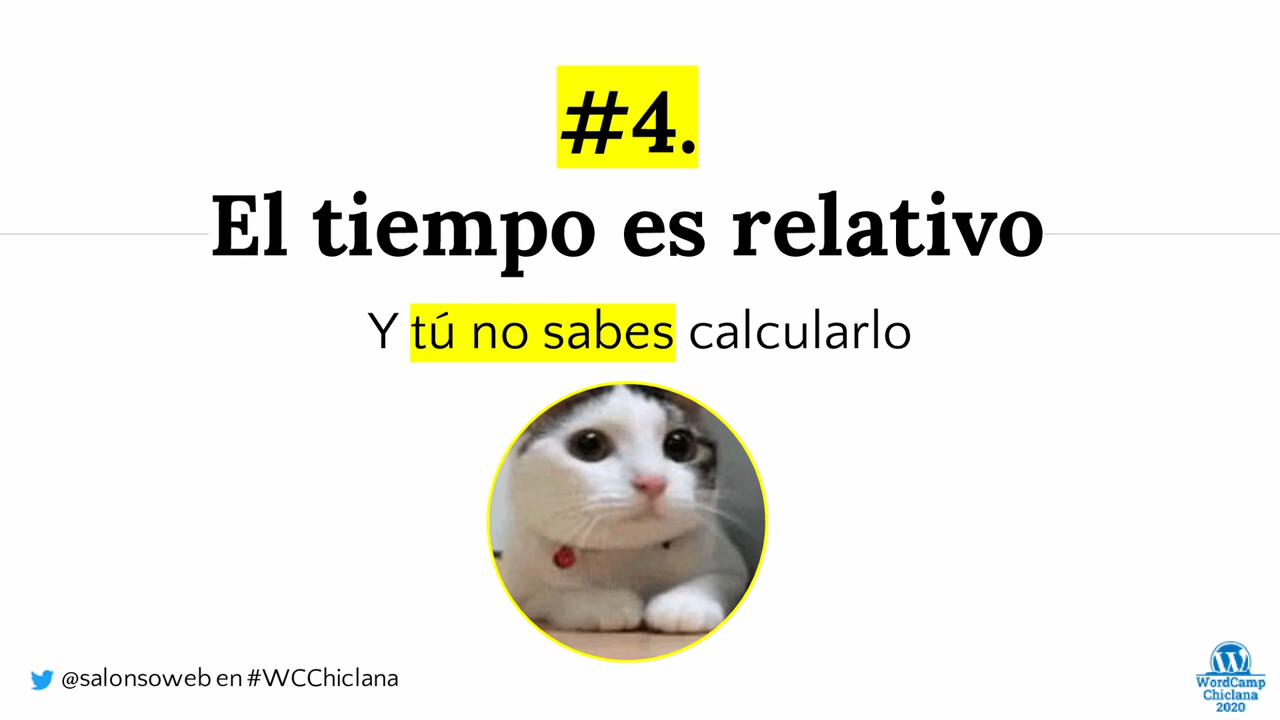 #4.
El tiempo es relativo
Y tú no sabes calcularlo
@salonsoweb en #WCChiclana
WordCamp
Chiclana
2020